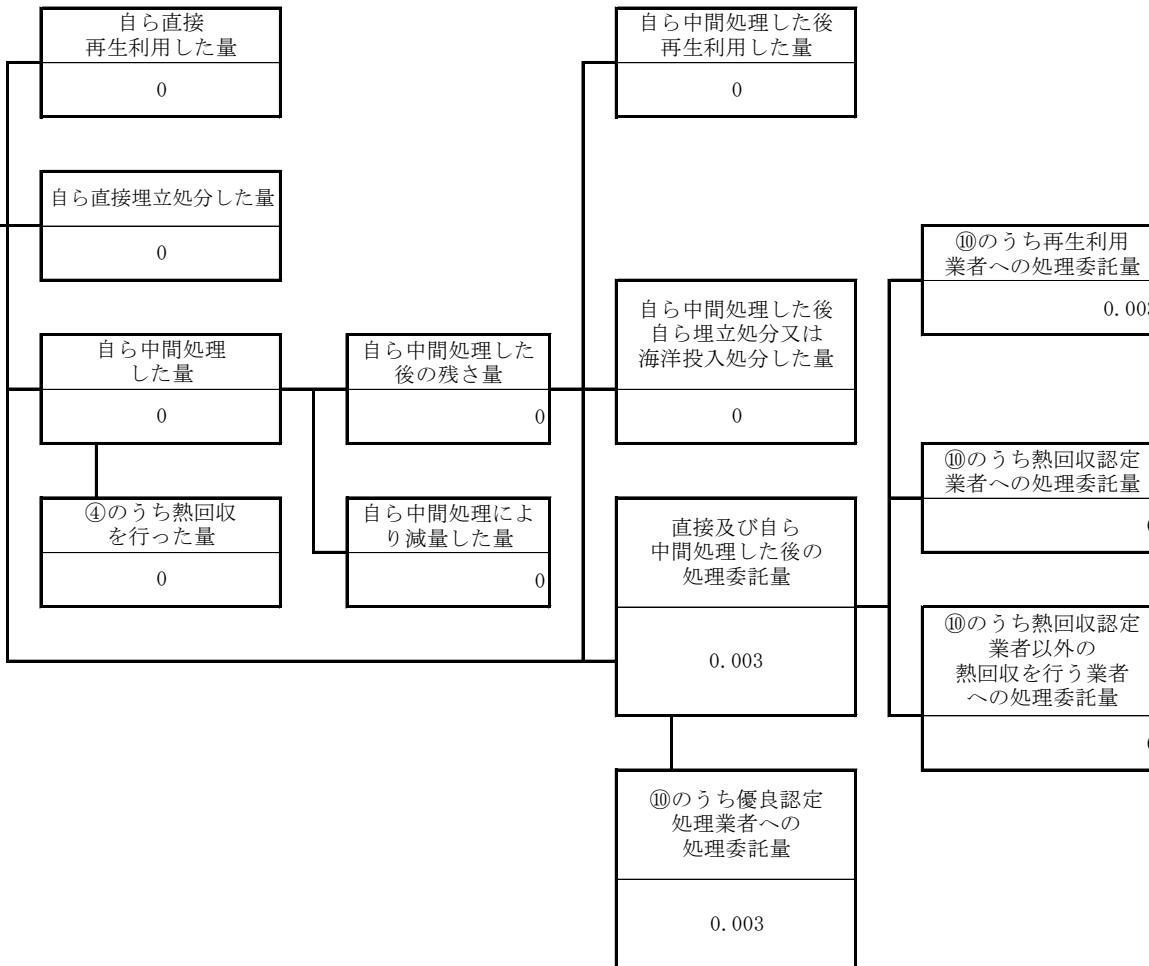 自ら直接
再生利用した量
0
自ら中間処理した後
再生利用した量
0
自ら直接埋立処分した量
0
⑩のうち再生利用
業者への処理委託量
0.003
自ら中間処理
した量
0
自ら中間処理した
後の残さ量
0
自ら中間処理した後
自ら埋立処分又は
海洋投入処分した量
0
⑩のうち熱回収認定
業者への処理委託量
④のうち熱回収
を行った量
0
自ら中間処理によ
り減量した量
0
直接及び自ら
中間処理した後の
処理委託量
0.003
⑩のうち熱回収認定
業者以外の
熱回収を行う業者
への処理委託量
⑩のうち優良認定
処理業者への
処理委託量
0.003